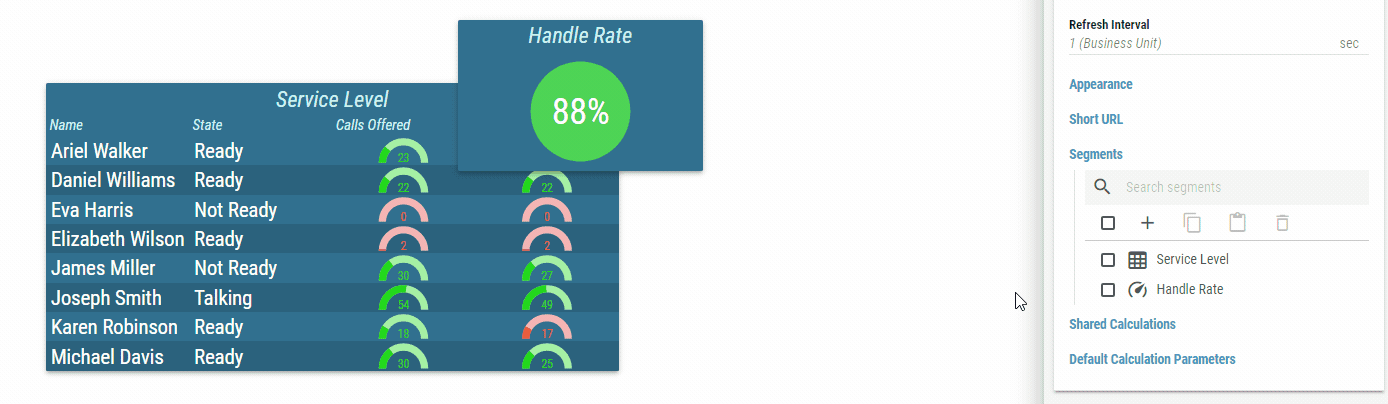 Handle Rate
88%
Service Level
Name State Calls Offered
Ariel Walker Ready 23
Daniel Williams Ready 22 22
Eva Harris Not Ready 0 0
Elizabeth Wilson Ready 2 2
James Miller Not Ready 30 27
Joseph Smith Talking 54 49
Karen Robinson Ready 18 17
Michael Davis Ready 30 25
Refresh Interval
1 (Business Unit) sec
Appearance
Short URL
Segments
Search segments
Service Level
Handle Rate
Shared Calculations
Default Calculation Parameters